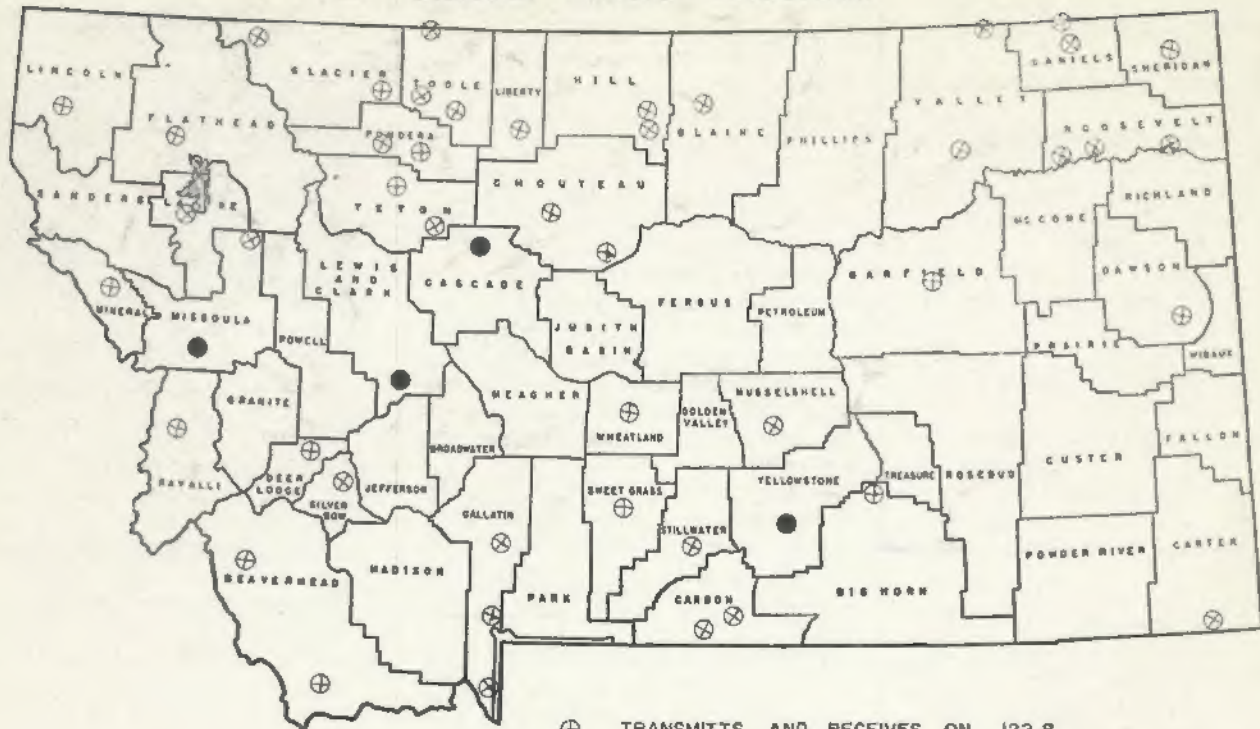 LINCOLN
GLACIER
TOOLE
LIBERTY
HILL
BLAINE
PHILLIPS
VALLEY
DANIELS
SHERIDAN
FLATHEAD
PONDERA
ROOSEVELT
SANDERS
LAKE
TETON
CHOUTEAU
RICHLAND
MCCONE
LEWIS
AND
CLARK
CASCADE
FERGUS
PETROLEUM
GARFIELD
DAWSON
MINERAL
MISSOULA
POWELL
JUDITH
BASIN
PRAIRIE
WIBAUX
GRANITE
MEAGHER
WHEATLAND
GOLDEN
VALLEY
MUSSELSHELL
BROADWATER
FALLON
RAVALLI
DEER
LODGE
SILVER
BOW
JEFFERSON
GALLATIN
SWEET GRASS
STILLWATER
YELLOWSTONE
TREASURE
ROSEBUD
CUSTER
BEAVERHEAD
MADISON
PARK
CARBON
BIG HORN
POWDER RIVER
CARTER
TRANSMITTS AND RECEIVES ON 122.8